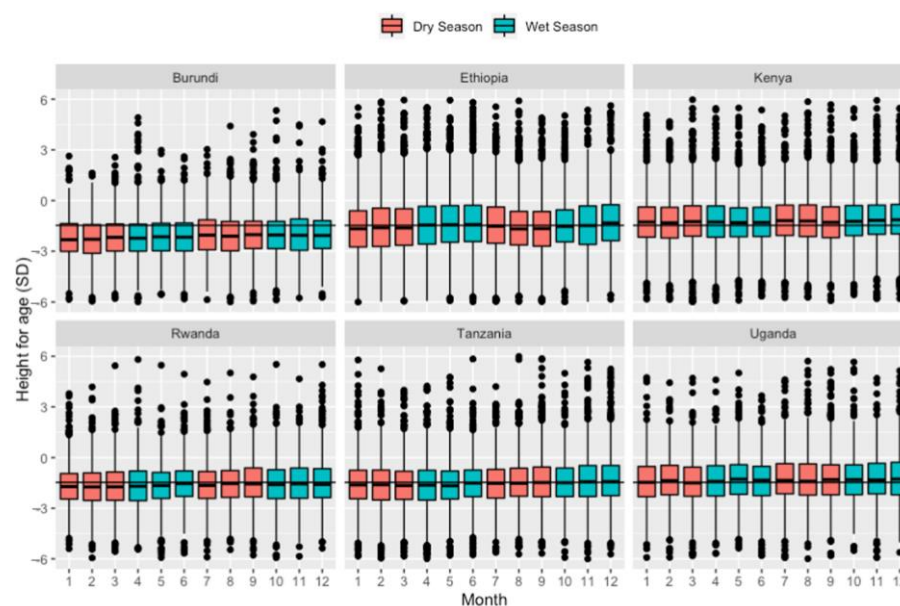 Dry Season Wet Season
Burundi Ethiopia Kenya
6
3
0
−3
−6
Height for age (SD)
Rwanda Tanzania Uganda
6
3
0
−3
−6
1 2 3 4 5 6 7 8 9 10 11 12 1 2 3 4 5 6 7 8 9 10 11 12 1 2 3 4 5 6 7 8 9 10 11
Month